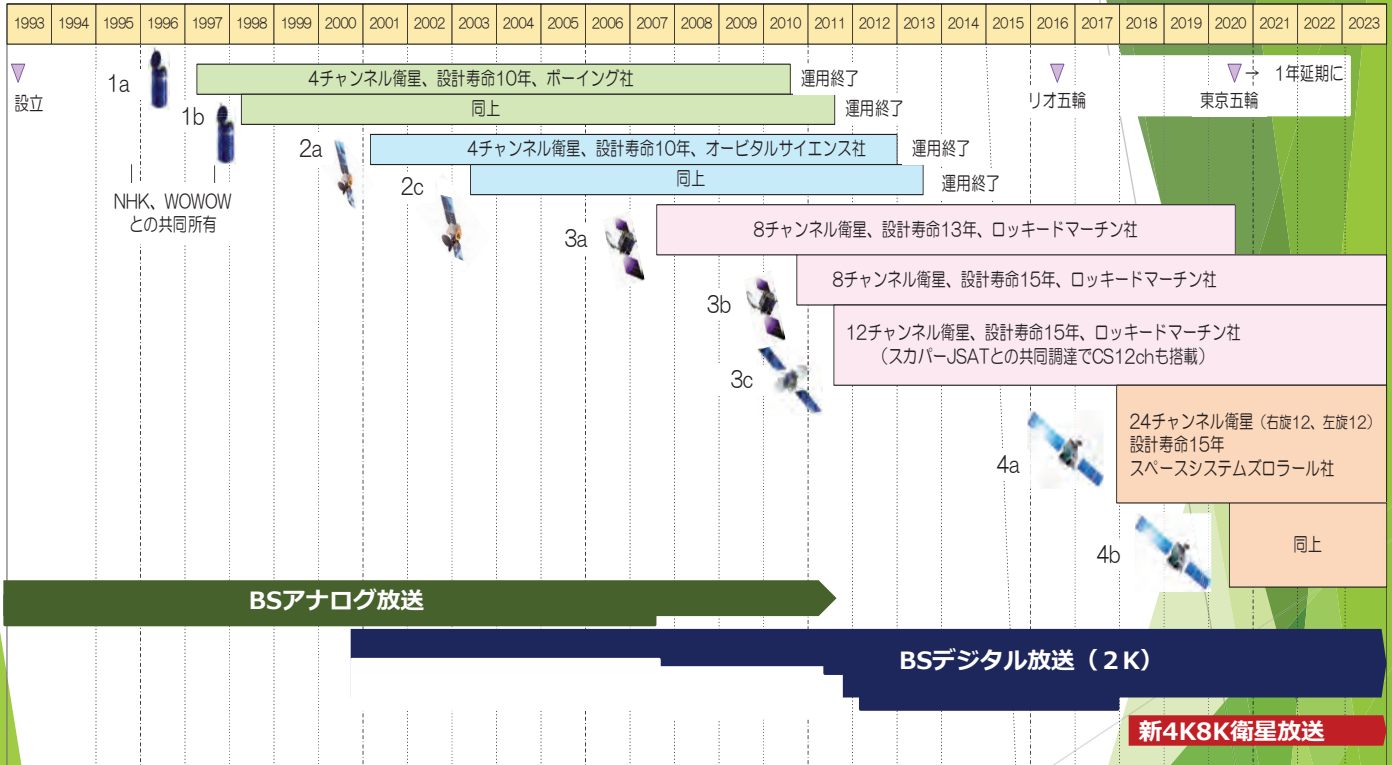 1993 1994 1995 1996 1997 1998 1999 2000 2001 2002 2003 2004 2005 2006 2007 2008 2009 2010 2011 2012 2013 2014 2015 2016 2017 2018 2019 2020 2021 2022 2023
設立
1a
4チャンネル衛星、設計寿命10年、ボーイング社
運用終了
リオ五輪
→ 1年延期に
東京五輪
1b
同上
運用終了
2a
4チャンネル衛星、設計寿命10年、オービタルサイエンス社
運用終了
2c
同上
運用終了
NHK、WOWOW
との共同所有
3a
8チャンネル衛星、設計寿命13年、ロッキードマーチン社
3b
8チャンネル衛星、設計寿命15年、ロッキードマーチン社
3c
12チャンネル衛星、設計寿命15年、ロッキードマーチン社
（スカパーJSATとの共同調達でCS12chも搭載）
4a
24チャンネル衛星（右旋12、左旋12）
設計寿命15年
スペースシステムズロラール社
4b
同上
BSアナログ放送
BSデジタル放送（２K）
新4K8K衛星放送